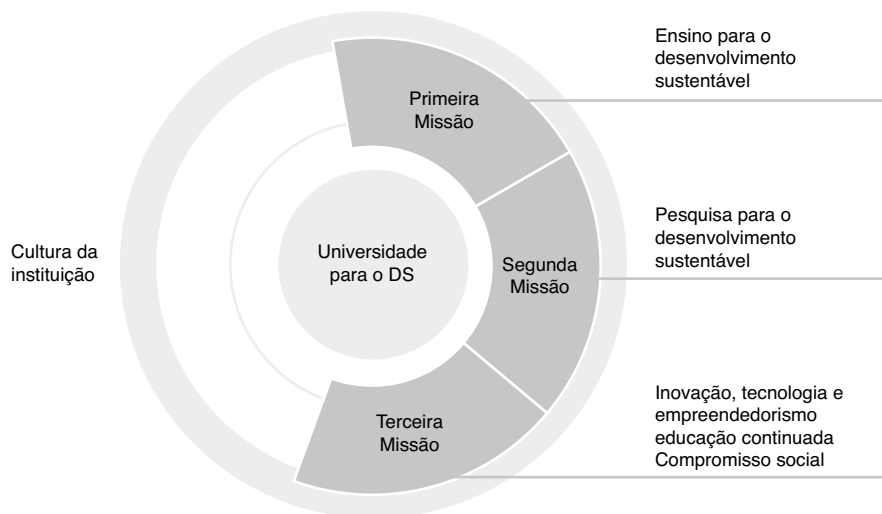 Ensino para o
desenvolvimento
sustentável
Primeira
Missão
Pesquisa para o
desenvolvimento
sustentável
Cultura da
instituição
Universidade
para o DS
Segunda
Missão
Inovação, tecnologia e
empreendedorismo
educação continuada
Compromisso social
Terceira
Missão